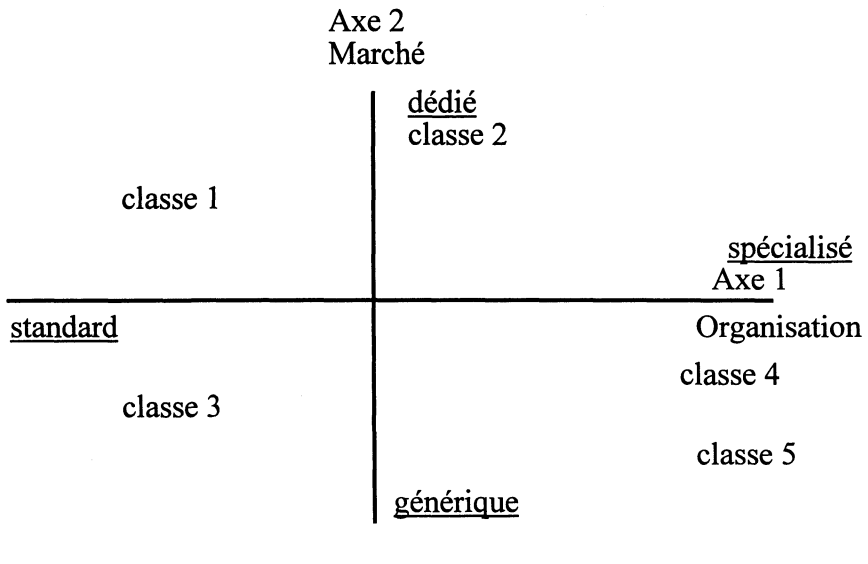 Axe 2
Marché
dédié
classe 2
classe 1
spécialisé
Axe 1
standard
Organisation
classe 4
classe 3
classe 5
générique